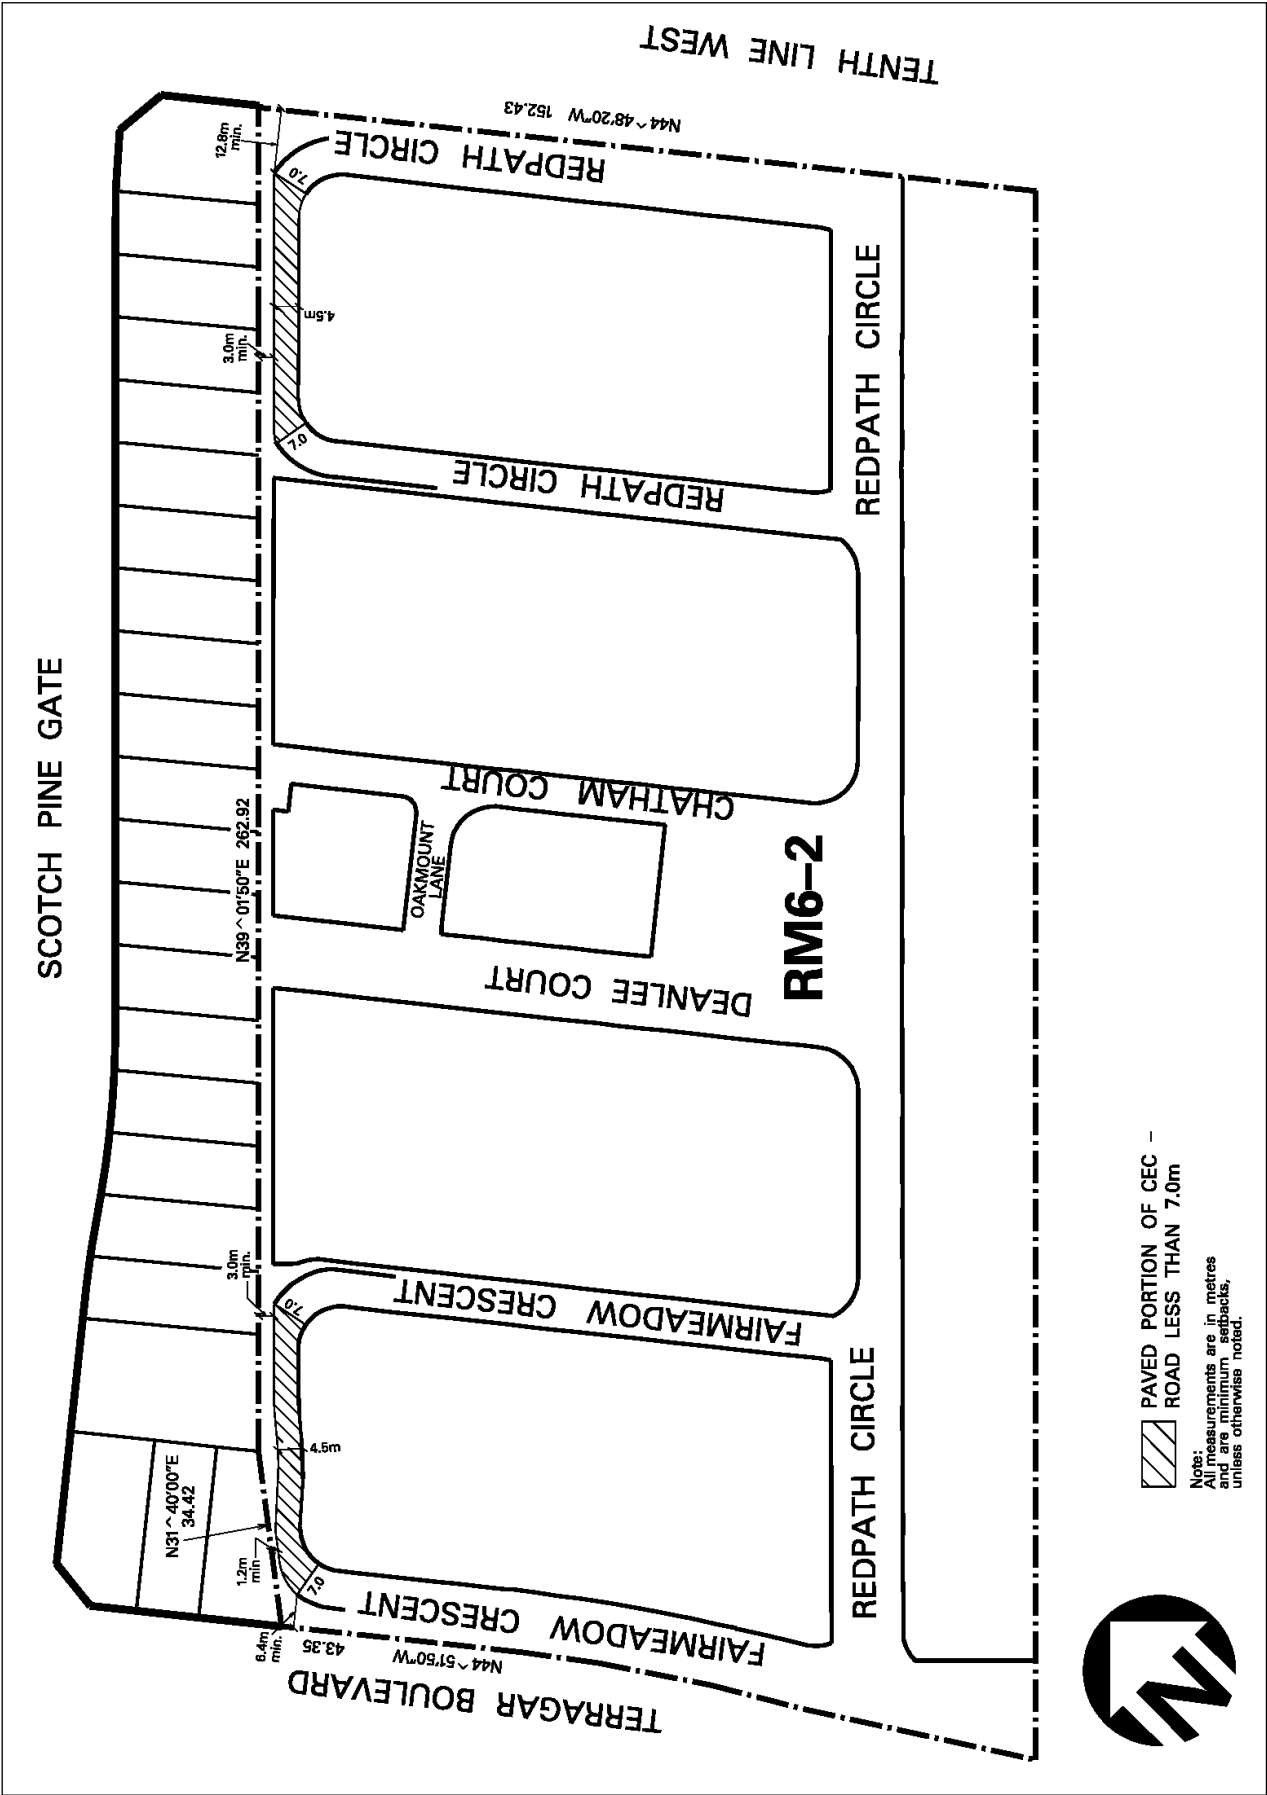 TENTH LINE WEST
N44^48'20"W 152.43
12.8m
min.
REDPATH CIRCLE
7.0
4.5m
3.0m
min.
REDPATH CIRCLE
7.0
REDPATH CIRCLE
SCOTCH PINE GATE
CHATHAM COURT
N39^01'50"E 262.92
OAKMOUNT
LANE
RM6-2
DEANLEE COURT
3.0m
min.
7.0
FAIRMEADOW CRESCENT
REDPATH CIRCLE
4.5m
N31^40'00"E
34.42
1.2m
min
7.0
FAIRMEADOW CRESCENT
6.4m
min.
43.35
N44^51'50"W
TERRAGAR BOULEVARD
PAVED PORTION OF CEC -
ROAD LESS THAN 7.0m
Note:
All measurements are in metres
and are minimum setbacks,
unless otherwise noted.
N